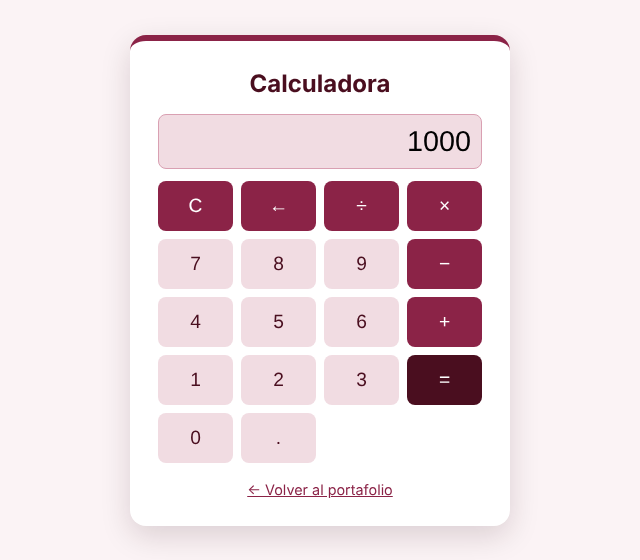 Calculadora
1000
C ← ÷ ×
7 8 9 −
4 5 6 +
1 2 3 =
0 .
← Volver al portafolio